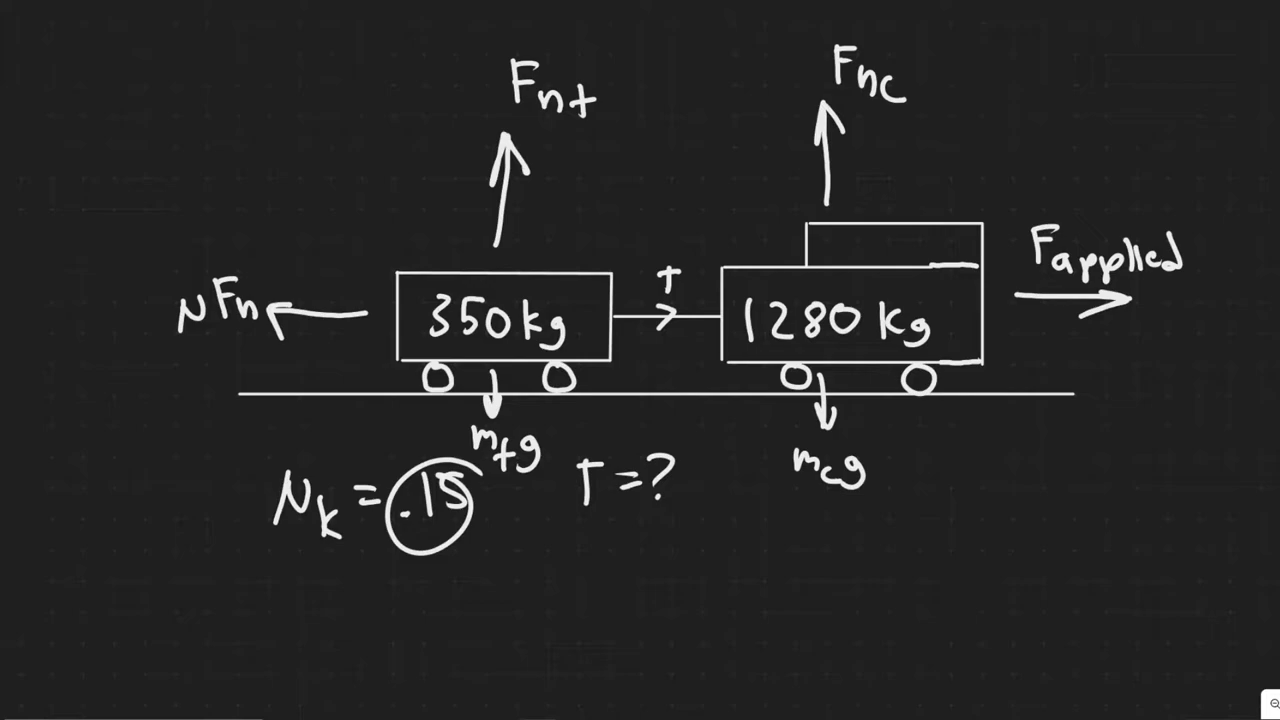 Fnt
Fnc
T
Fapplied
μFn
350kg
1280 kg
mtg
mcg
μk = .15
T = ?